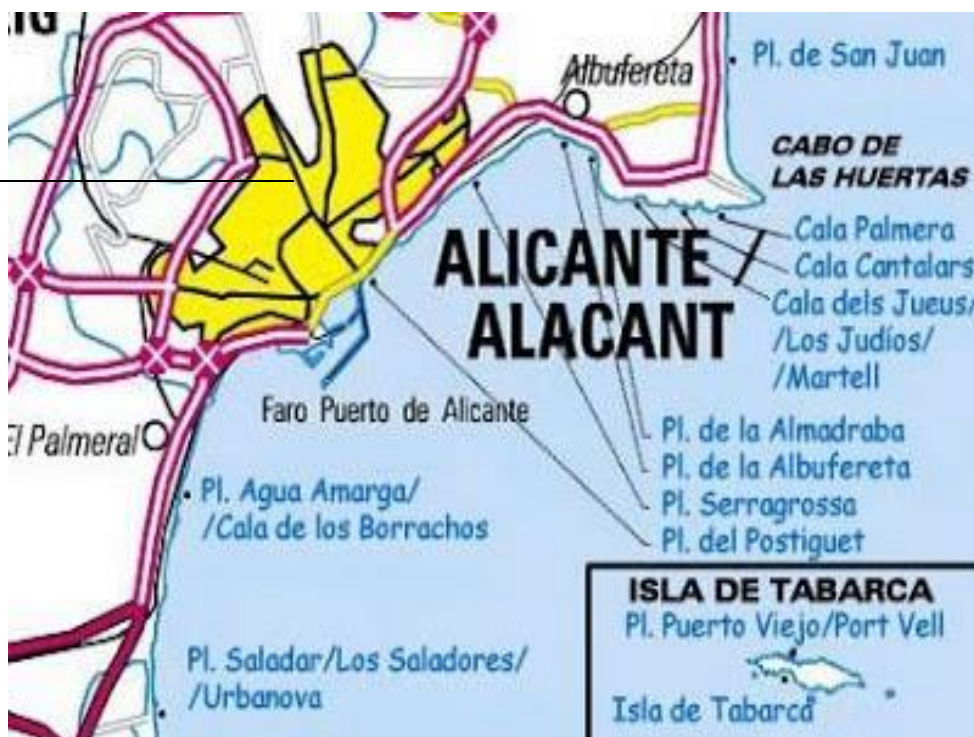 IG
Albufereta
Pl. de San Juan
CABO DE
LAS HUERTAS
Cala Palmera
Cala Cantalars
Cala dels Jueus/
/Los Judíos/
/Martell
ALICANTE /
ALACANT
Faro Puerto de Alicante
El Palmeral
Pl. de la Almadraba
Pl. de la Albufereta
Pl. Serragrossa
Pl. del Postiguet
Pl. Agua Amarga/
/Cala de los Borrachos
ISLA DE TABARCA
Pl. Puerto Viejo/Port Vell
Isla de Tabarca
Pl. Saladar/Los Saladores/
/Urbanova